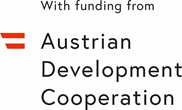 With funding from
Austrian
Development
Cooperation